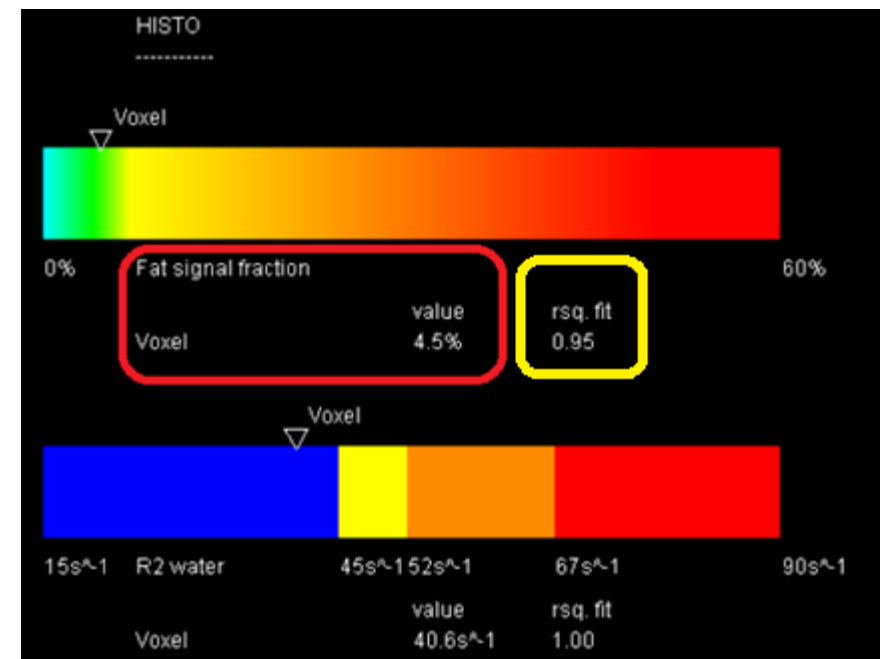 HISTO
-----------
Voxel
0% Fat signal fraction 60%
value rsq. fit
Voxel 4.5% 0.95
Voxel
15s^-1 R2 water 45s^-1 52s^-1 67s^-1 90s^-1
value rsq. fit
Voxel 40.6s^-1 1.00